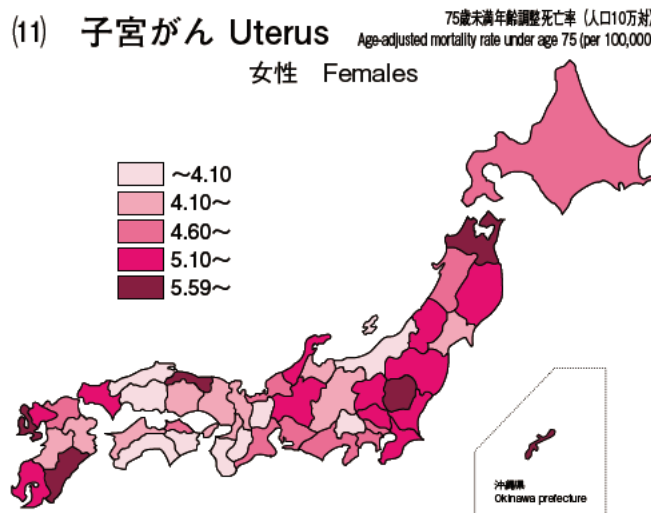 (11) 子宮がん Uterus
75歳未満年齢調整死亡率 (人口10万対)
Age-adjusted mortality rate under age 75 (per 100,000
女性 Females
〜4.10
4.10〜
4.60〜
5.10〜
5.59〜
沖縄県
Okinawa prefecture